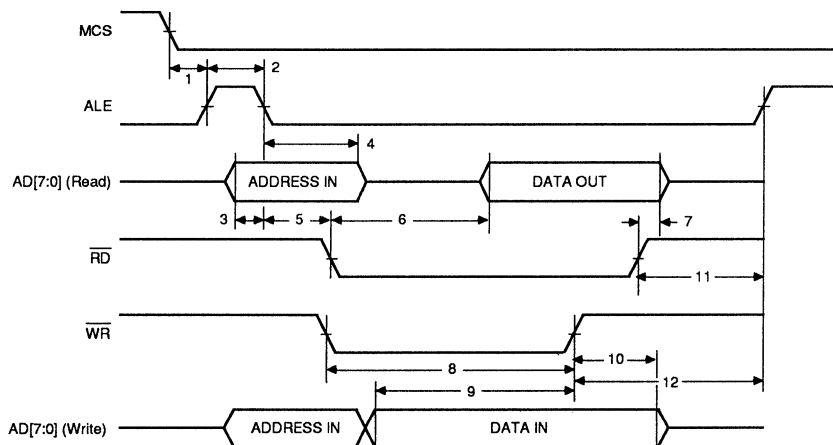 MCS
1
2
ALE
4
AD[7:0] (Read)
ADDRESS IN
DATA OUT
3
5
6
7
RD
11
WR
8
10
9
12
AD[7:0] (Write)
ADDRESS IN
DATA IN